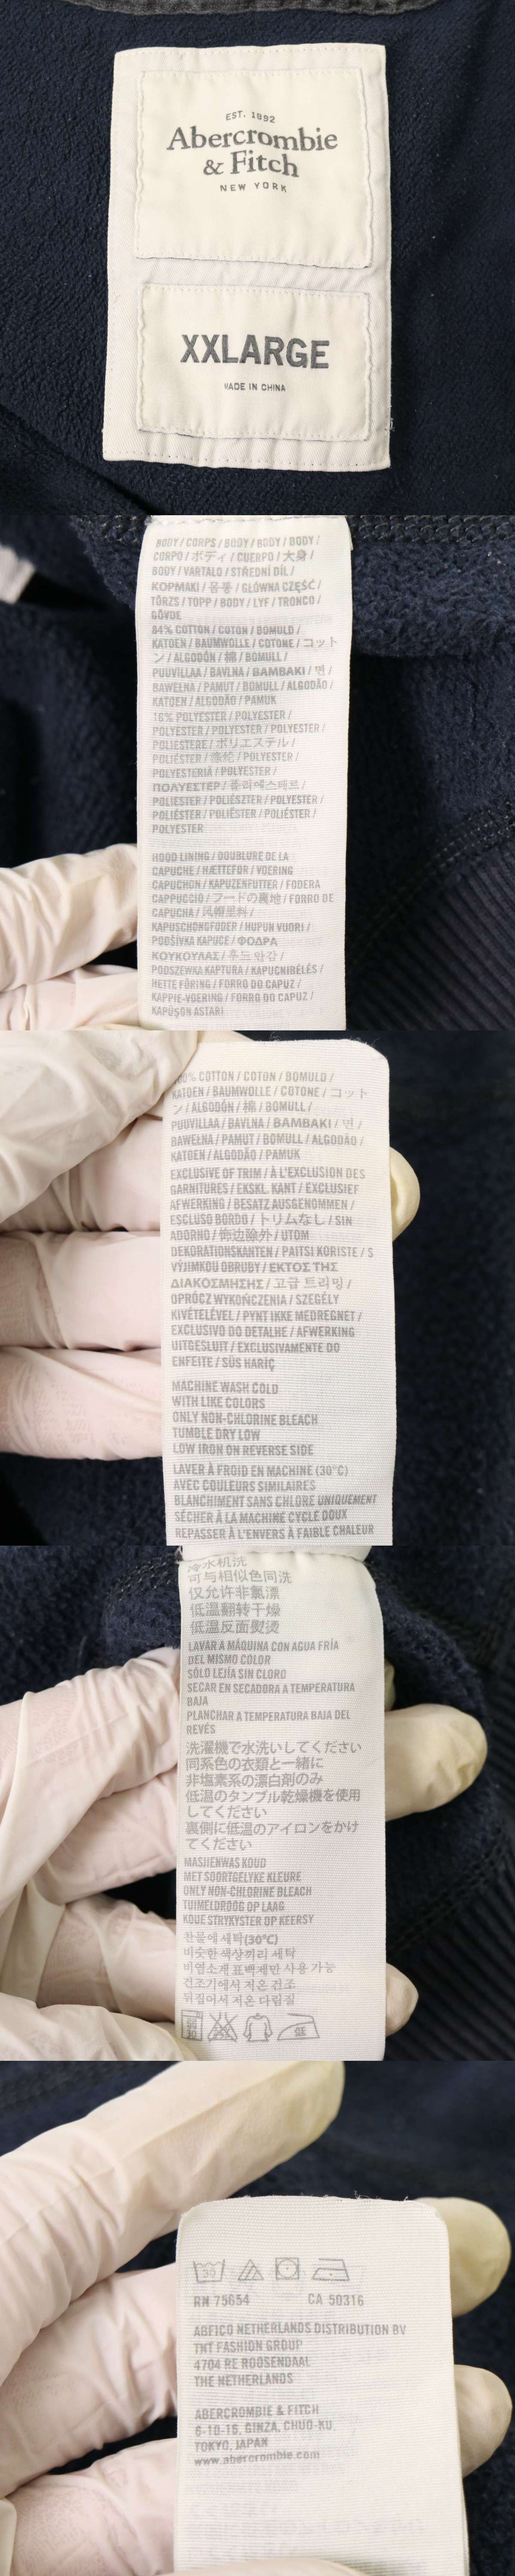 EST. 1892
Abercrombie
& Fitch
NEW YORK
XXLARGE
MADE IN CHINA
BODY / CORPS / BODY / BODY / BODY /
CORPO / ボディ / CUERPO / 大身 /
BODY / VARTALO / STŘEDNÍ DÍL /
ΚΟΡΜΑΚΙ / 몸통 / GŁÓWNA CZĘŚĆ /
TÖRZS / TOPP / BODY / LYF / TRONCO /
GÖVDE
84% COTTON / COTON / BOMULD /
KATOEN / BAUMWOLLE / COTONE / コット
ン / ALGODÓN / 棉 / BOMULL /
PUUVILLAA / BAVLNA / BAMBAKI / 면 /
BAWEŁNA / PAMUT / BOMULL / ALGODÃO /
KATOEN / ALGODÃO / PAMUK
16% POLYESTER / POLYESTER /
POLYESTER / POLYESTER / POLYESTER /
POLIESTERE / ポリエステル /
POLIÉSTER / 涤纶 / POLYESTER /
POLYESTERIÄ / POLYESTER /
ΠΟΛΥΕΣΤΕΡ / 폴리에스테르 /
POLIESTER / POLIÉSZTER / POLYESTER /
POLIÉSTER / POLIËSTER / POLIÉSTER /
POLYESTER
HOOD LINING / DOUBLURE DE LA
CAPUCHE / HÆTTEFOR / VOERING
CAPUCHON / KAPUZENFUTTER / FODERA
CAPPUCCIO / フードの裏地 / FORRO DE
CAPUCHA / 风帽里料 /
KAPUSCHONGFODER / HUPUN VUORI /
PODŠÍVKA KAPUCE / ΦΟΔΡΑ
ΚΟΥΚΟΥΛΑΣ / 후드 안감 /
PODSZEWKA KAPTURA / KAPUCNIBÉLÉS /
HETTE FÔRING / FORRO DO CAPUZ /
KAPPIE-VOERING / FORRO DO CAPUZ /
KAPÜŞON ASTARI
100% COTTON / COTON / BOMULD /
KATOEN / BAUMWOLLE / COTONE / コット
ン / ALGODÓN / 棉 / BOMULL /
PUUVILLAA / BAVLNA / BAMBAKI / 면 /
BAWEŁNA / PAMUT / BOMULL / ALGODÃO /
KATOEN / ALGODÃO / PAMUK
EXCLUSIVE OF TRIM / À L'EXCLUSION DES
GARNITURES / EKSKL. KANT / EXCLUSIEF
AFWERKING / BESATZ AUSGENOMMEN /
ESCLUSO BORDO / トリムなし / SIN
ADORNO / 饰边除外 / UTOM
DEKORATIONSKANTEN / PAITSI KORISTE / S
VÝJIMKOU OBRUBY / ΕΚΤΟΣ ΤΗΣ
ΔΙΑΚΟΣΜΗΣΗΣ / 고급 트리밍 /
OPRÓCZ WYKOŃCZENIA / SZEGÉLY
KIVÉTELÉVEL / PYNT IKKE MEDREGNET /
EXCLUSIVO DO DETALHE / AFWERKING
UITGESLUIT / EXCLUSIVAMENTE DO
ENFEITE / SÜS HARİÇ
MACHINE WASH COLD
WITH LIKE COLORS
ONLY NON-CHLORINE BLEACH
TUMBLE DRY LOW
LOW IRON ON REVERSE SIDE
LAVER À FROID EN MACHINE (30°C)
AVEC COULEURS SIMILAIRES
BLANCHIMENT SANS CHLORE UNIQUEMENT
SÉCHER À LA MACHINE CYCLE DOUX
REPASSER À L'ENVERS À FAIBLE CHALEUR
冷水机洗
可与相似色同洗
仅允许非氯漂
低温翻转干燥
低温反面熨烫
LAVAR A MÁQUINA CON AGUA FRÍA
DEL MISMO COLOR
SÓLO LEJÍA SIN CLORO
SECAR EN SECADORA A TEMPERATURA
BAJA
PLANCHAR A TEMPERATURA BAJA DEL
REVÉS
洗濯機で水洗いしてください
同系色の衣類と一緒に
非塩素系の漂白剤のみ
低温のタンブル乾燥機を使用
してください
裏側に低温のアイロンをかけ
てください
MASJIENWAS KOUD
MET SOORTGELYKE KLEURE
ONLY NON-CHLORINE BLEACH
TUIMELDROOG OP LAAG
KOUE STRYKYSTER OP KEERSY
찬물에 세탁(30°C)
비슷한 색상끼리 세탁
비염소계 표백제만 사용 가능
건조기에서 저온 건조
뒤집어서 저온 다림질
低
30
RN 75654 CA 50316
ABFICO NETHERLANDS DISTRIBUTION BV
TNT FASHION GROUP
4704 RE ROOSENDAAL
THE NETHERLANDS
ABERCROMBIE & FITCH
6-10-15, GINZA, CHUO-KU,
TOKYO, JAPAN
www.abercrombie.com